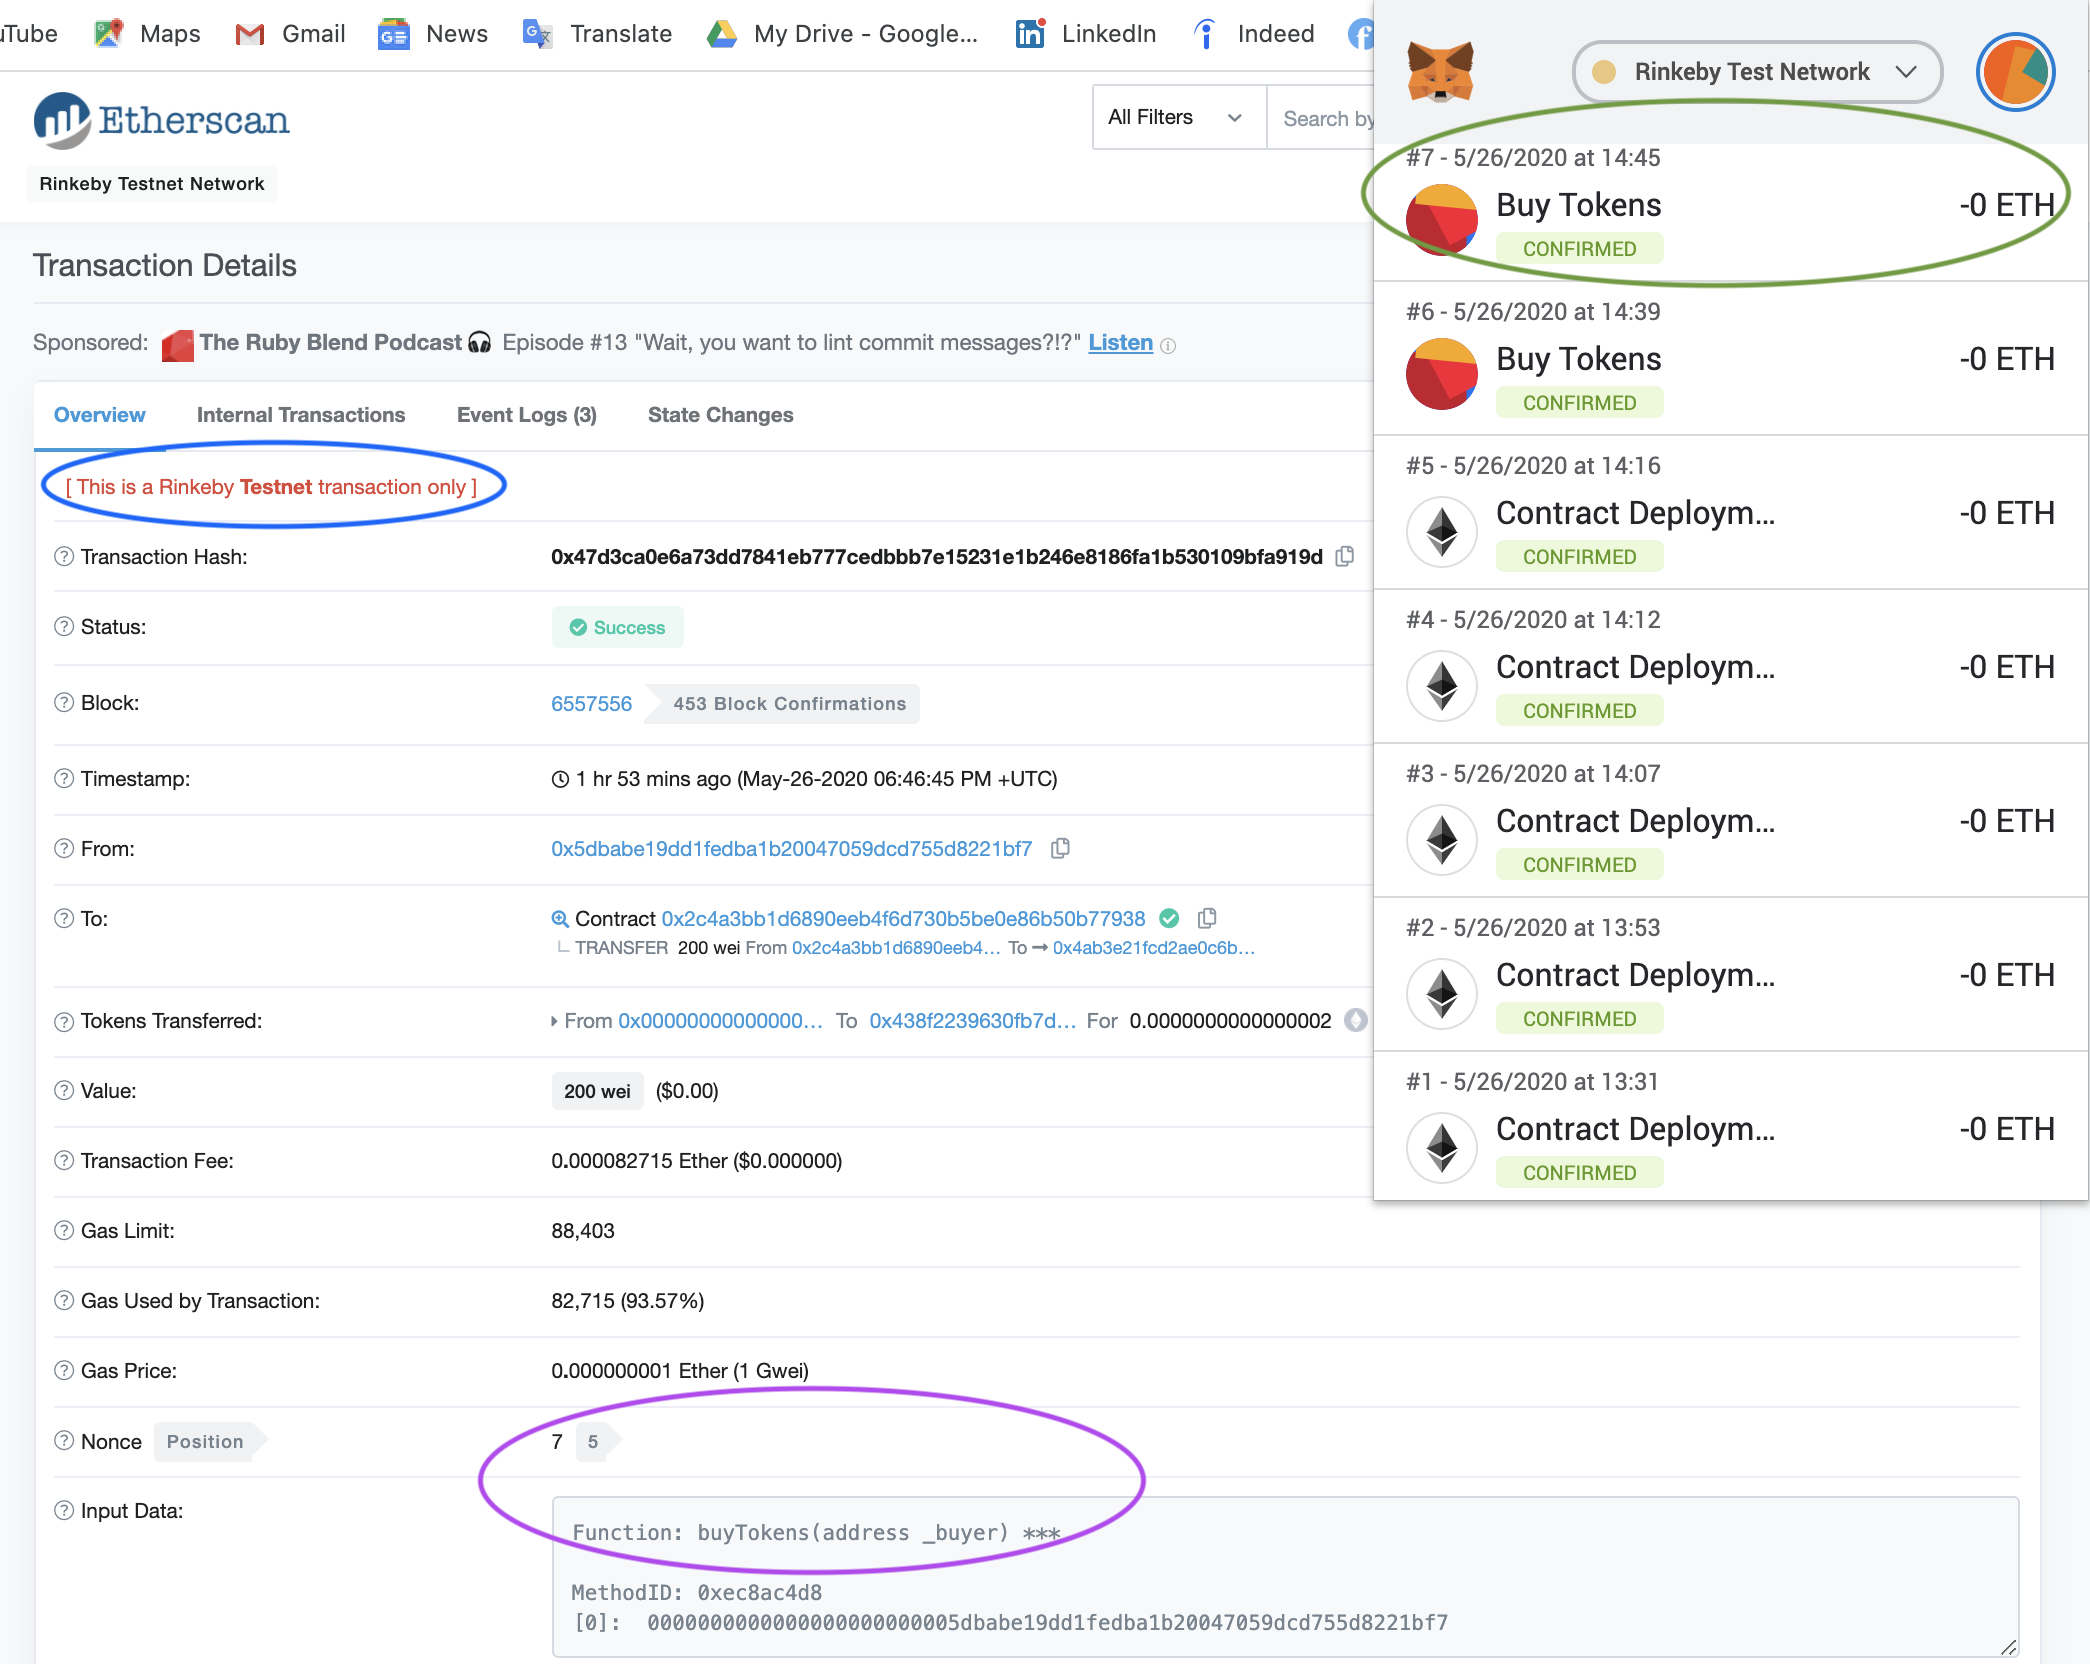 uTube Maps Gmail News Translate My Drive - Google... LinkedIn Indeed
Etherscan
All Filters
Search by
Rinkeby Testnet Network
Transaction Details
Sponsored: The Ruby Blend Podcast Episode #13 "Wait, you want to lint commit messages?!?" Listen
Overview Internal Transactions Event Logs (3) State Changes
[ This is a Rinkeby Testnet transaction only ]
Transaction Hash: 0x47d3ca0e6a73dd7841eb777cedbbb7e15231e1b246e8186fa1b530109bfa919d
Status: Success
Block: 6557556 453 Block Confirmations
Timestamp: 1 hr 53 mins ago (May-26-2020 06:46:45 PM +UTC)
From: 0x5dbabe19dd1fedba1b20047059dcd755d8221bf7
To: Contract 0x2c4a3bb1d6890eeb4f6d730b5be0e86b50b77938
TRANSFER 200 wei From 0x2c4a3bb1d6890eeb4... To → 0x4ab3e21fcd2ae0c6b...
Tokens Transferred: From 0x00000000000000... To 0x438f2239630fb7d... For 0.0000000000000002
Value: 200 wei ($0.00)
Transaction Fee: 0.000082715 Ether ($0.000000)
Gas Limit: 88,403
Gas Used by Transaction: 82,715 (93.57%)
Gas Price: 0.000000001 Ether (1 Gwei)
Nonce Position 7 5
Input Data:
Function: buyTokens(address _buyer) ***
MethodID: 0xec8ac4d8
[0]: 0000000000000000000000005dbabe19dd1fedba1b20047059dcd755d8221bf7
Rinkeby Test Network
#7 - 5/26/2020 at 14:45
Buy Tokens -0 ETH
CONFIRMED
#6 - 5/26/2020 at 14:39
Buy Tokens -0 ETH
CONFIRMED
#5 - 5/26/2020 at 14:16
Contract Deploym... -0 ETH
CONFIRMED
#4 - 5/26/2020 at 14:12
Contract Deploym... -0 ETH
CONFIRMED
#3 - 5/26/2020 at 14:07
Contract Deploym... -0 ETH
CONFIRMED
#2 - 5/26/2020 at 13:53
Contract Deploym... -0 ETH
CONFIRMED
#1 - 5/26/2020 at 13:31
Contract Deploym... -0 ETH
CONFIRMED